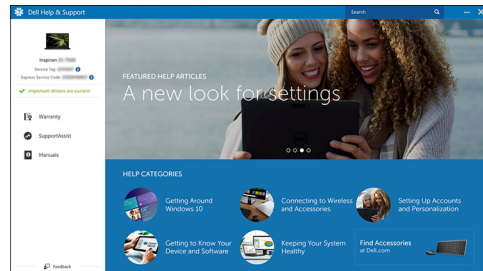 Dell Help & Support
Search
Inspiron
Service Tag
Express Service Code
Important drivers are current
Warranty
SupportAssist
Manuals
Feedback
FEATURED HELP ARTICLES
A new look for settings
HELP CATEGORIES
Getting Around
Windows 10
Connecting to Wireless
and Accessories
Setting Up Accounts
and Personalization
Getting to Know Your
Device and Software
Keeping Your System
Healthy
Find Accessories
at Dell.com